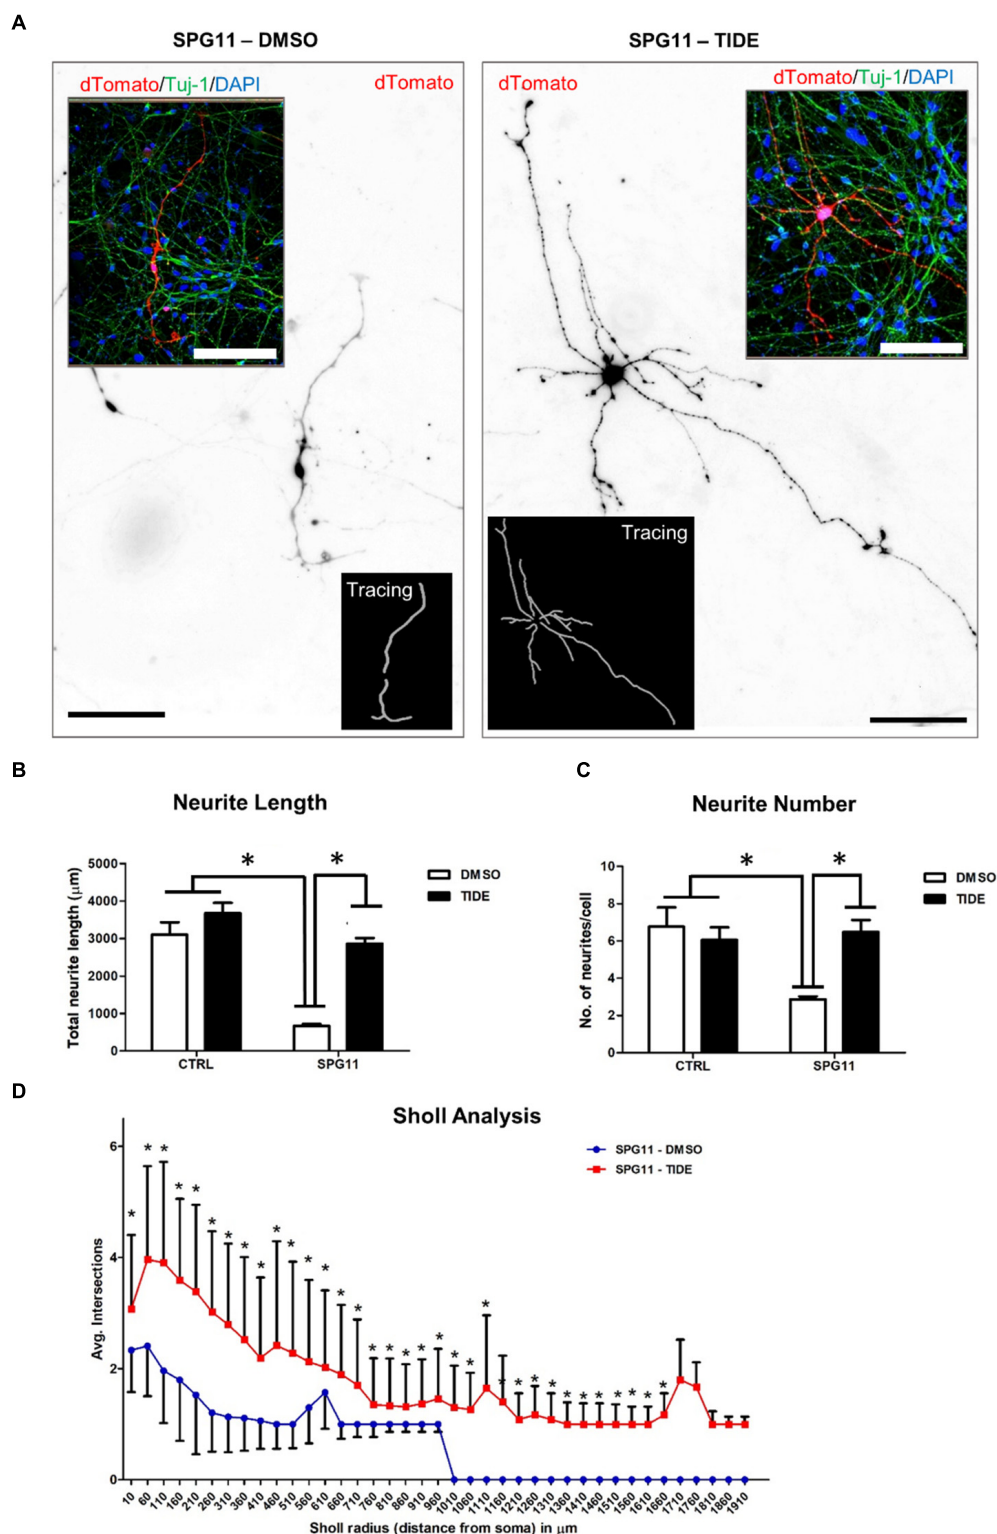 A
SPG11 – DMSO
SPG11 – TIDE
dTomato/Tuj-1/DAPI
dTomato
dTomato
dTomato/Tuj-1/DAPI
Tracing
Tracing
B
Neurite Length
Total neurite length (μm)
5000
4000
3000
2000
1000
0
*
*
DMSO
TIDE
CTRL
SPG11
C
Neurite Number
No. of neurites/cell
10
8
6
4
2
0
*
*
DMSO
TIDE
CTRL
SPG11
D
Sholl Analysis
SPG11 - DMSO
SPG11 - TIDE
Avg. Intersections
6
4
2
0
* * * * * * * * * * * * * * * * * * * * * * * * * * * * * * * * * *
10 60 110 160 210 260 310 360 410 460 510 560 610 660 710 760 810 860 910 960 1010 1060 1110 1160 1210 1260 1310 1360 1410 1460 1510 1560 1610 1660 1710 1760 1810 1860 1910
Sholl radius (distance from soma) in μm